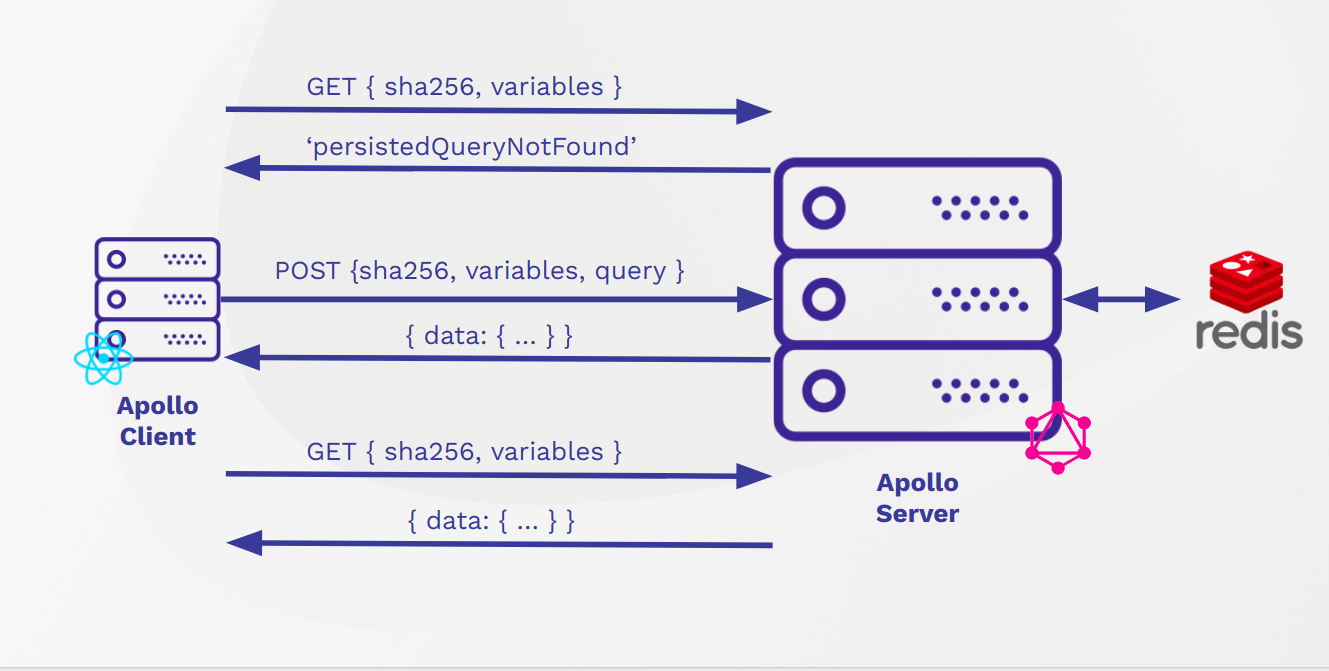 GET { sha256, variables }
‘persistedQueryNotFound’
POST {sha256, variables, query }
{ data: { ... } }
redis
Apollo
Client
GET { sha256, variables }
Apollo
Server
{ data: { ... } }